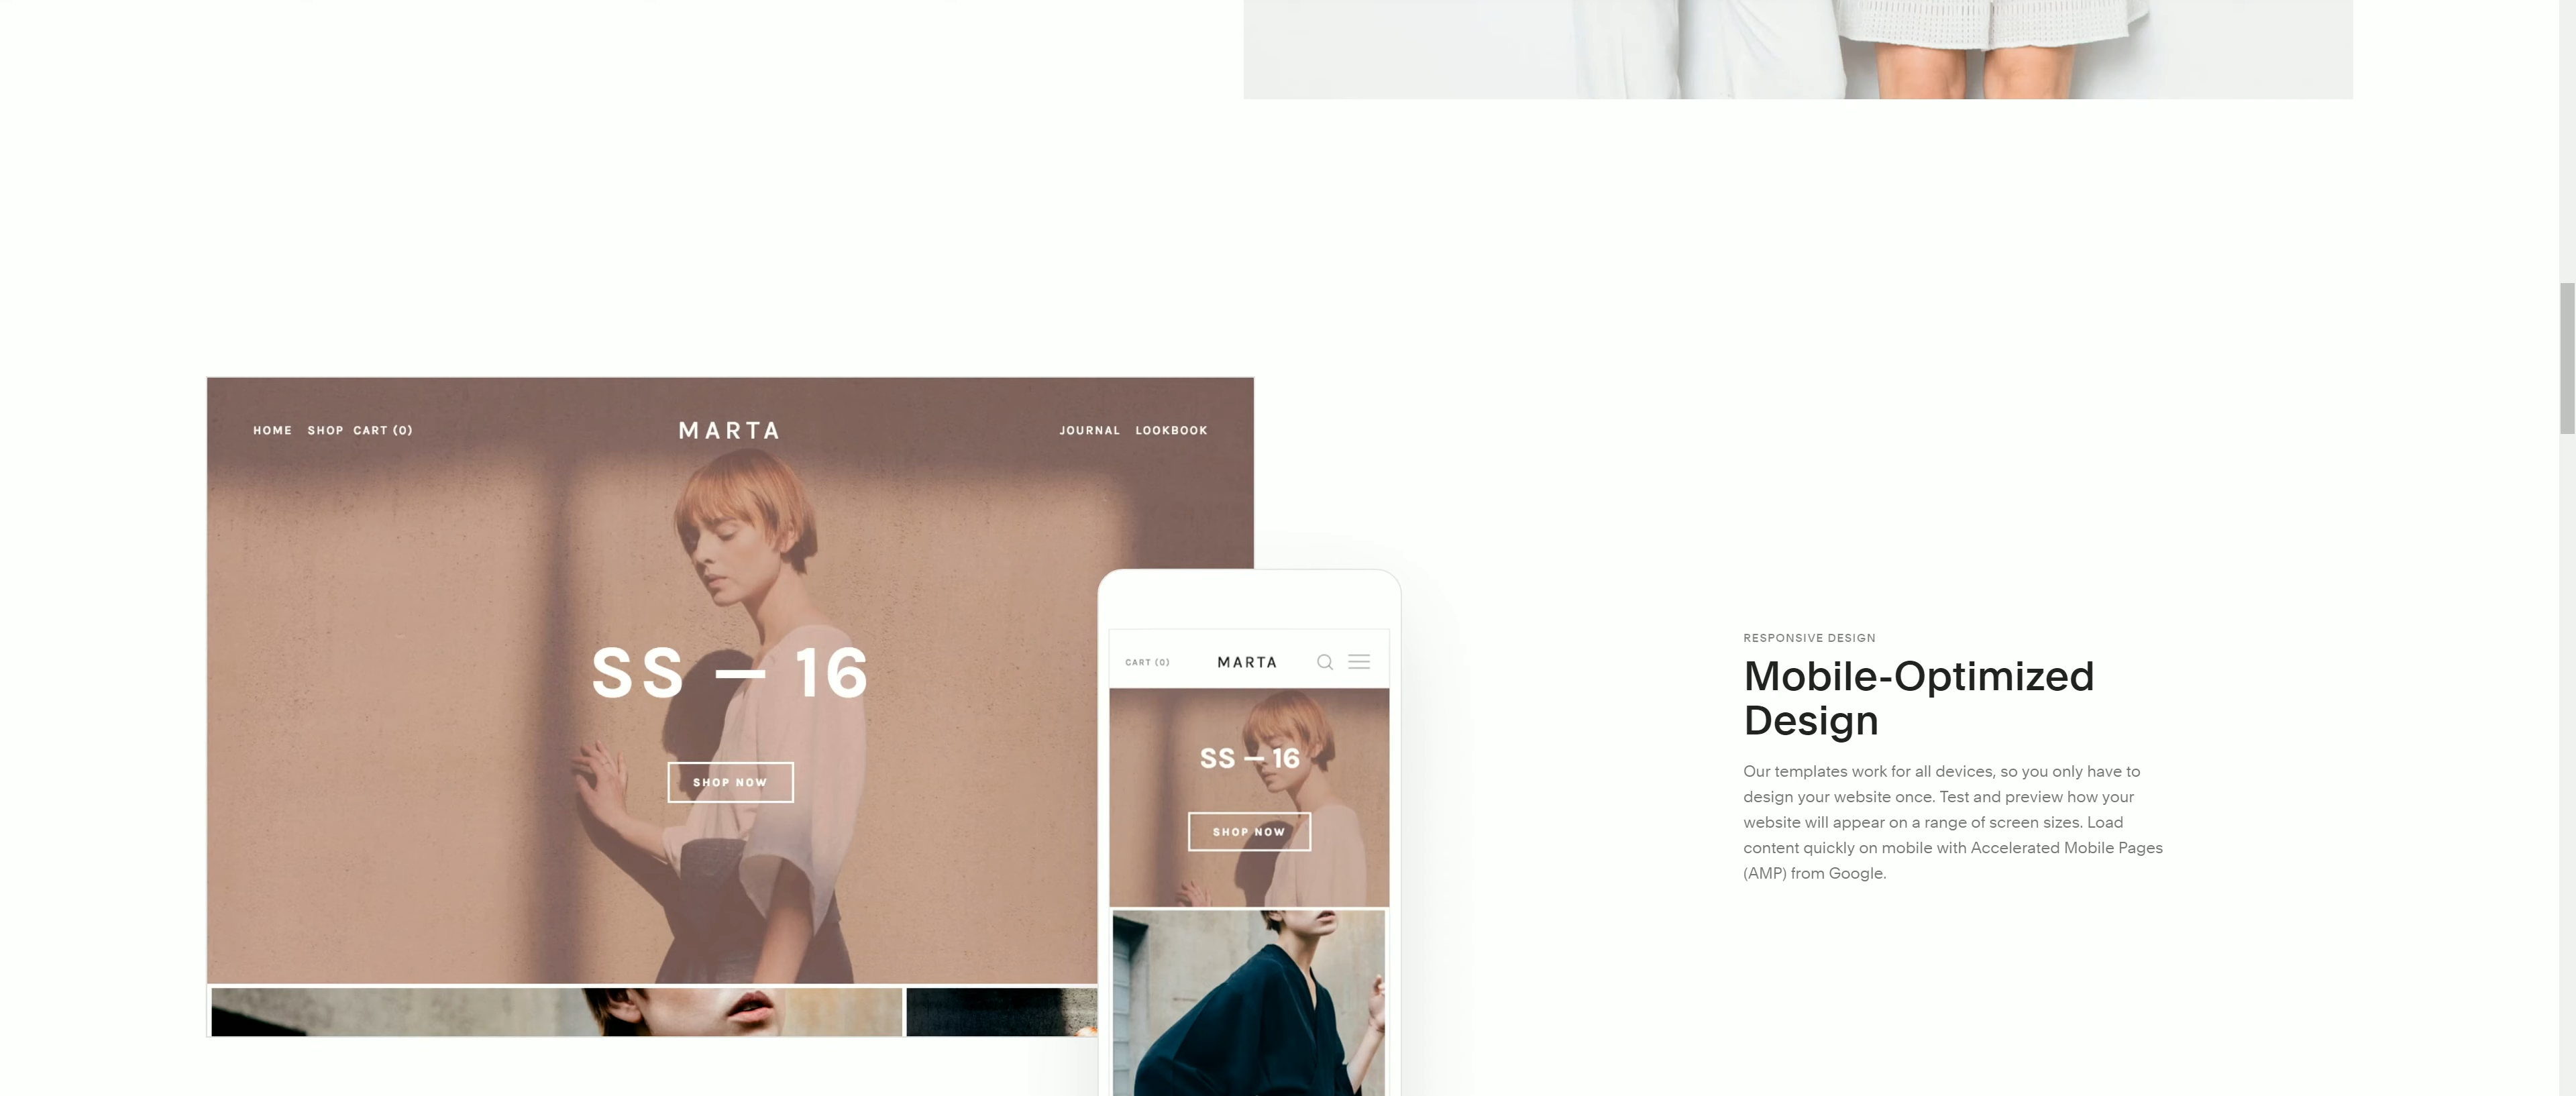 HOME SHOP CART (0)
MARTA
JOURNAL LOOKBOOK
SS — 16
SHOP NOW
CART (0)
MARTA
SS — 16
SHOP NOW
RESPONSIVE DESIGN
Mobile-Optimized
Design
Our templates work for all devices, so you only have to
design your website once. Test and preview how your
website will appear on a range of screen sizes. Load
content quickly on mobile with Accelerated Mobile Pages
(AMP) from Google.